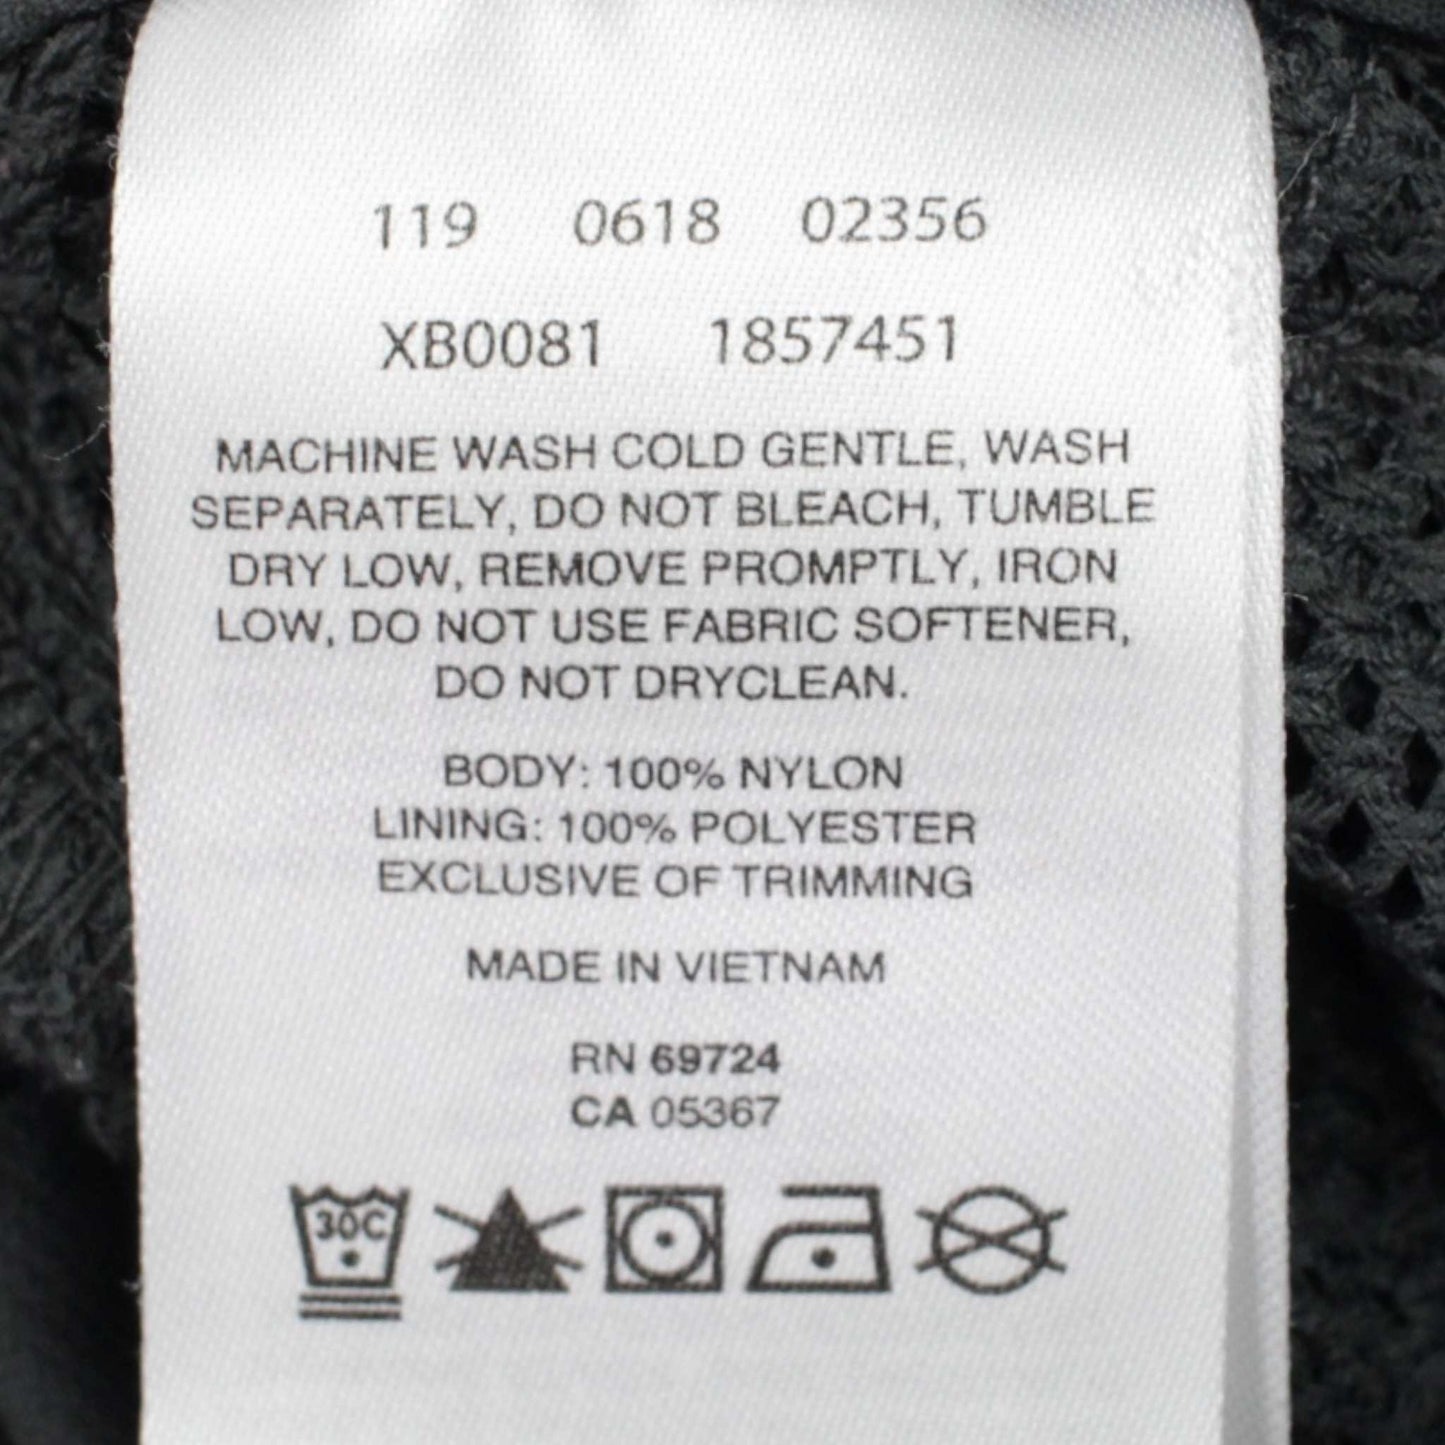 119 0618 02356
XB0081 1857451
MACHINE WASH COLD GENTLE, WASH
SEPARATELY, DO NOT BLEACH, TUMBLE
DRY LOW, REMOVE PROMPTLY, IRON
LOW, DO NOT USE FABRIC SOFTENER,
DO NOT DRYCLEAN.
BODY: 100% NYLON
LINING: 100% POLYESTER
EXCLUSIVE OF TRIMMING
MADE IN VIETNAM
RN 69724
CA 05367
30C